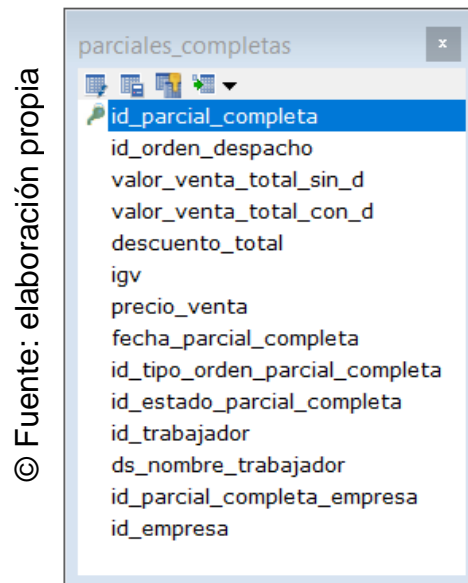 © Fuente: elaboración propia
parciales_completas
x
id_parcial_completa
id_orden_despacho
valor_venta_total_sin_d
valor_venta_total_con_d
descuento_total
igv
precio_venta
fecha_parcial_completa
id_tipo_orden_parcial_completa
id_estado_parcial_completa
id_trabajador
ds_nombre_trabajador
id_parcial_completa_empresa
id_empresa